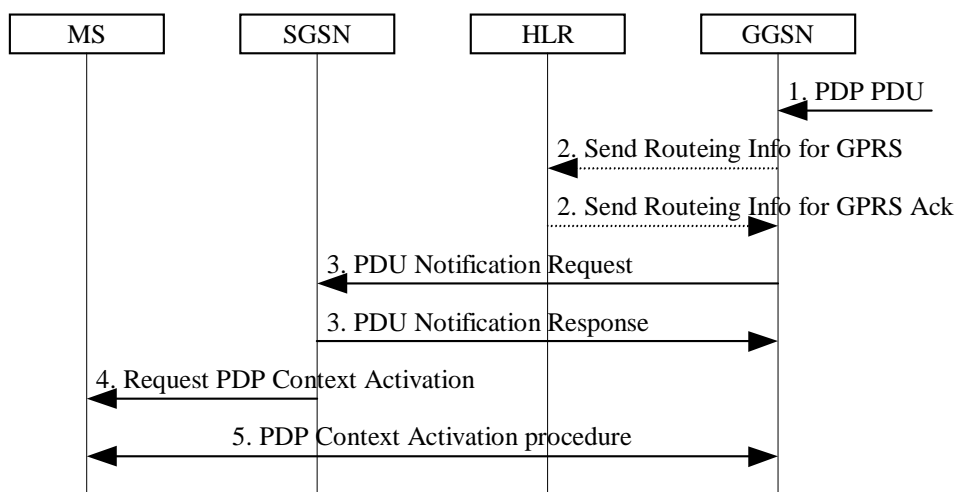 MS
SGSN
HLR
GGSN
1. PDP PDU
2. Send Routeing Info for GPRS
2. Send Routeing Info for GPRS Ack
3. PDU Notification Request
3. PDU Notification Response
4. Request PDP Context Activation
5. PDP Context Activation procedure